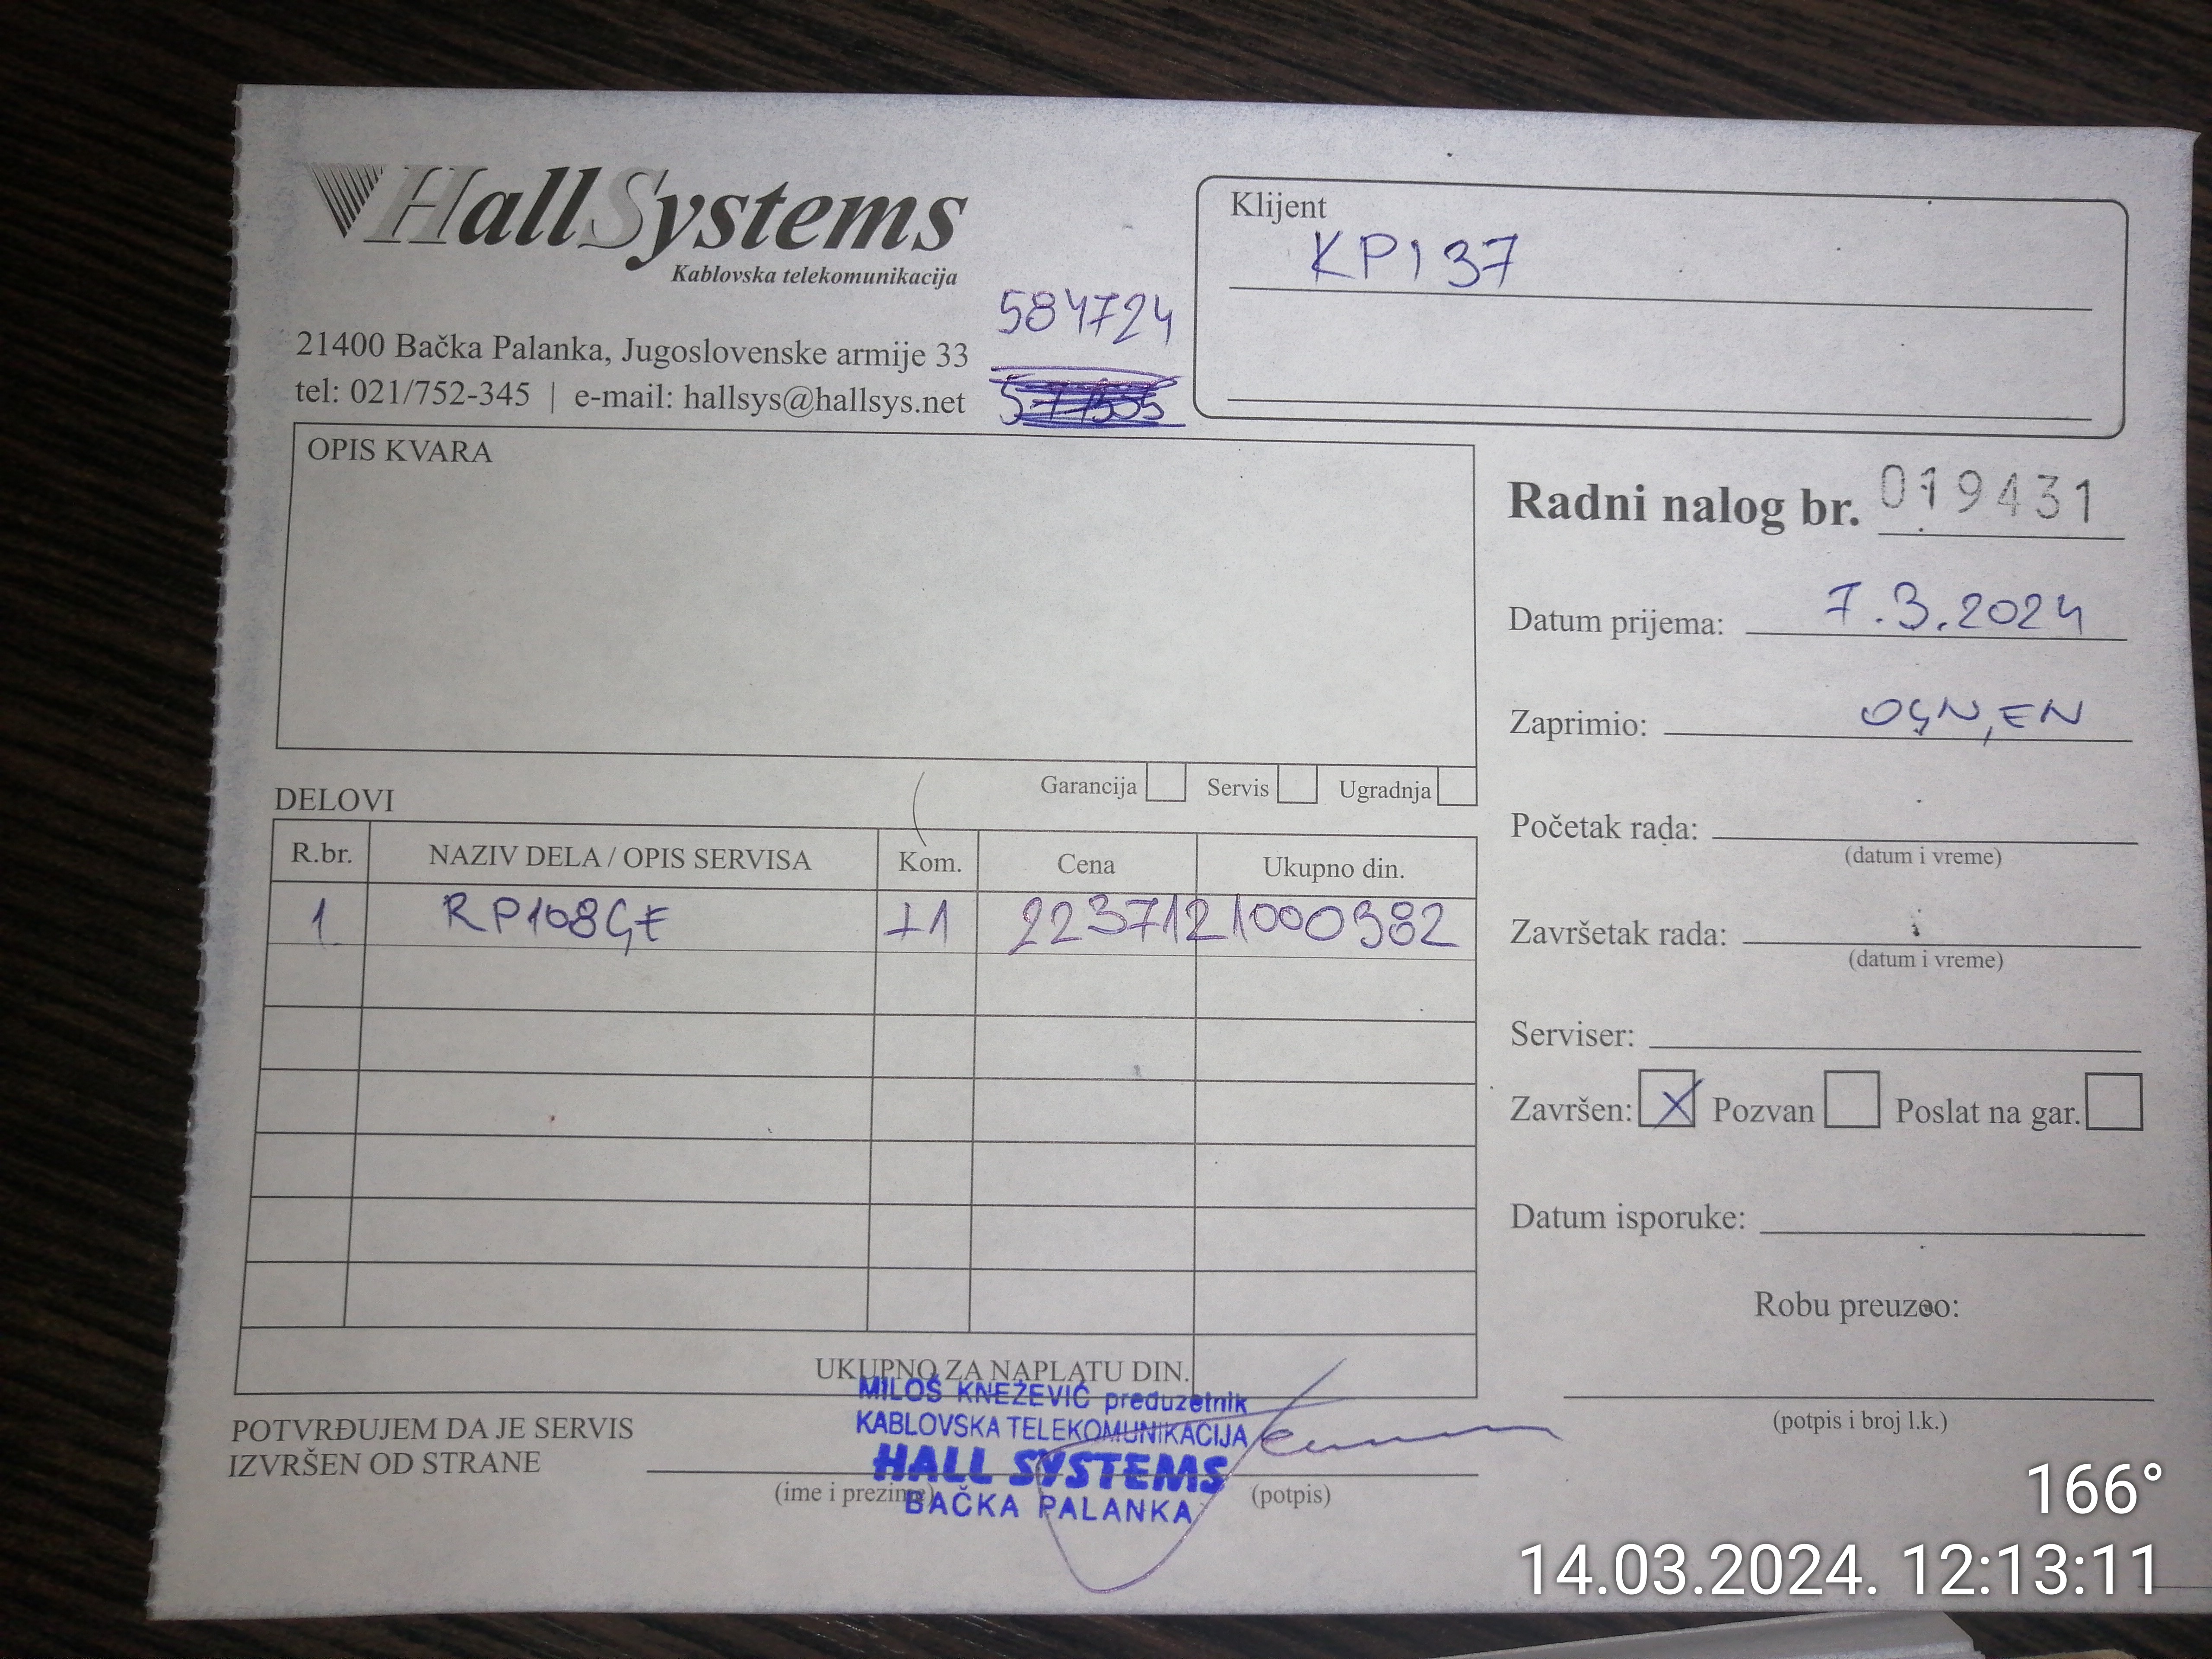 HallSystems
Kablovska telekomunikacija
21400 Bačka Palanka, Jugoslovenske armije 33
tel: 021/752-345 | e-mail: hallsys@hallsys.net
584724
Klijent
KP137
OPIS KVARA
Garancija Servis Ugradnja
Radni nalog br. 019431
Datum prijema: 7.3.2024
Zaprimio: OGN,EN
Početak rada:
(datum i vreme)
Završetak rada:
(datum i vreme)
Serviser:
Završen: X Pozvan Poslat na gar.
Datum isporuke:
Robu preuzeo:
(potpis i broj l.k.)
DELOVI
R.br. NAZIV DELA / OPIS SERVISA Kom. Cena Ukupno din.
1 RP108GE +1 2237121000982
UKUPNO ZA NAPLATU DIN.
POTVRĐUJEM DA JE SERVIS
IZVRŠEN OD STRANE
(ime i prezime) (potpis)
MILOŠ KNEŽEVIĆ preduzetnik
KABLOVSKA TELEKOMUNIKACIJA
HALL SYSTEMS
BAČKA PALANKA
166°
14.03.2024. 12:13:11